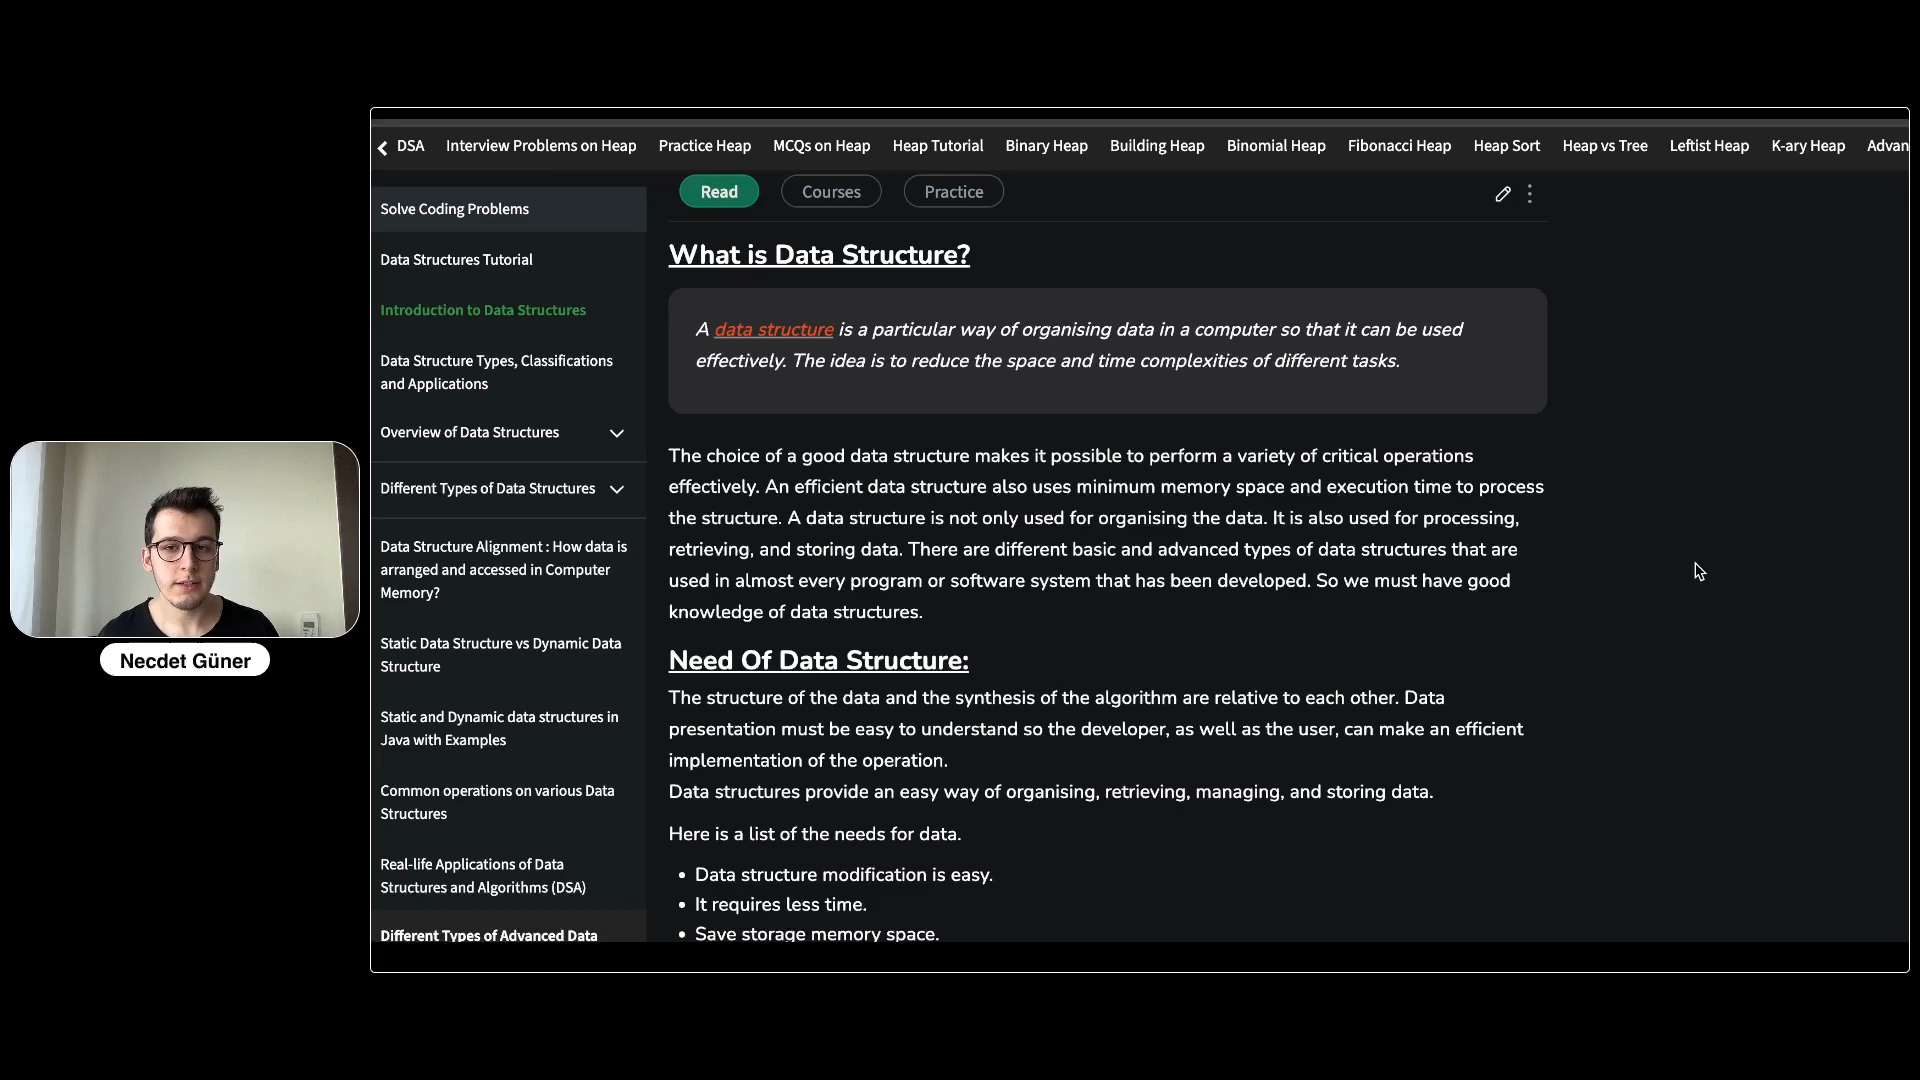 DSA Interview Problems on Heap Practice Heap MCQs on Heap Heap Tutorial Binary Heap Building Heap Binomial Heap Fibonacci Heap Heap Sort Heap vs Tree Leftist Heap K-ary Heap Advan
Solve Coding Problems
Data Structures Tutorial
Introduction to Data Structures
Data Structure Types, Classifications
and Applications
Overview of Data Structures
Different Types of Data Structures
Data Structure Alignment : How data is
arranged and accessed in Computer
Memory?
Static Data Structure vs Dynamic Data
Structure
Static and Dynamic data structures in
Java with Examples
Common operations on various Data
Structures
Real-life Applications of Data
Structures and Algorithms (DSA)
Different Types of Advanced Data
Read Courses Practice
What is Data Structure?
A data structure is a particular way of organising data in a computer so that it can be used
effectively. The idea is to reduce the space and time complexities of different tasks.
The choice of a good data structure makes it possible to perform a variety of critical operations
effectively. An efficient data structure also uses minimum memory space and execution time to process
the structure. A data structure is not only used for organising the data. It is also used for processing,
retrieving, and storing data. There are different basic and advanced types of data structures that are
used in almost every program or software system that has been developed. So we must have good
knowledge of data structures.
Need Of Data Structure:
The structure of the data and the synthesis of the algorithm are relative to each other. Data
presentation must be easy to understand so the developer, as well as the user, can make an efficient
implementation of the operation.
Data structures provide an easy way of organising, retrieving, managing, and storing data.
Here is a list of the needs for data.
• Data structure modification is easy.
• It requires less time.
• Save storage memory space.
Necdet Güner